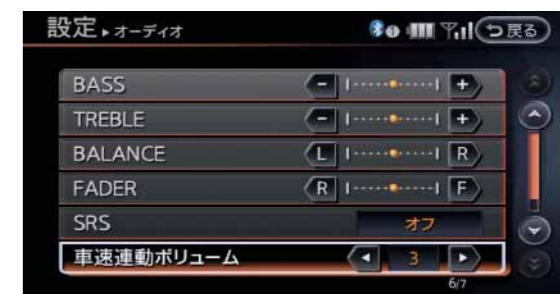 設定 ▸ オーディオ
戻る
BASS - +
TREBLE - +
BALANCE L R
FADER R F
SRS オフ
車速連動ボリューム 3
6/7